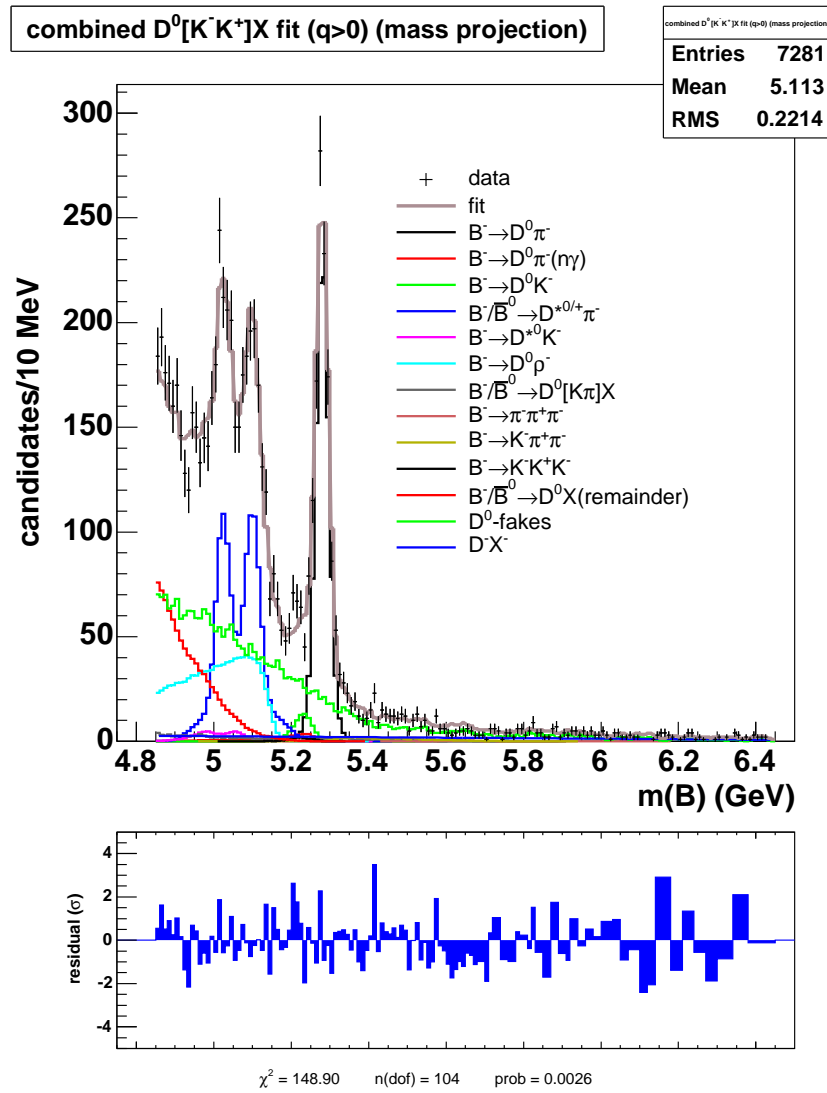 combined D⁰[K⁻K⁺]X fit (q>0) (mass projection)
combined D⁰[K⁻K⁺]X fit (q>0) (mass projection)
Entries 7281
Mean 5.113
RMS 0.2214
300
250
200
150
100
50
0
candidates/10 MeV
data
fit
B⁻→D⁰π⁻
B⁻→D⁰π⁻(nγ)
B⁻→D⁰K⁻
B⁻/B̅⁰→D*⁰/⁺π⁻
B⁻→D*⁰K⁻
B⁻→D⁰ρ⁻
B⁻/B̅⁰→D⁰[Kπ]X
B⁻→π⁻π⁺π⁻
B⁻→K⁻π⁺π⁻
B⁻→K⁻K⁺K⁻
B⁻/B̅⁰→D⁰X(remainder)
D⁰-fakes
D⁻X⁻
4.8 5 5.2 5.4 5.6 5.8 6 6.2 6.4
m(B) (GeV)
4
2
0
-2
-4
residual (σ)
χ² = 148.90 n(dof) = 104 prob = 0.0026